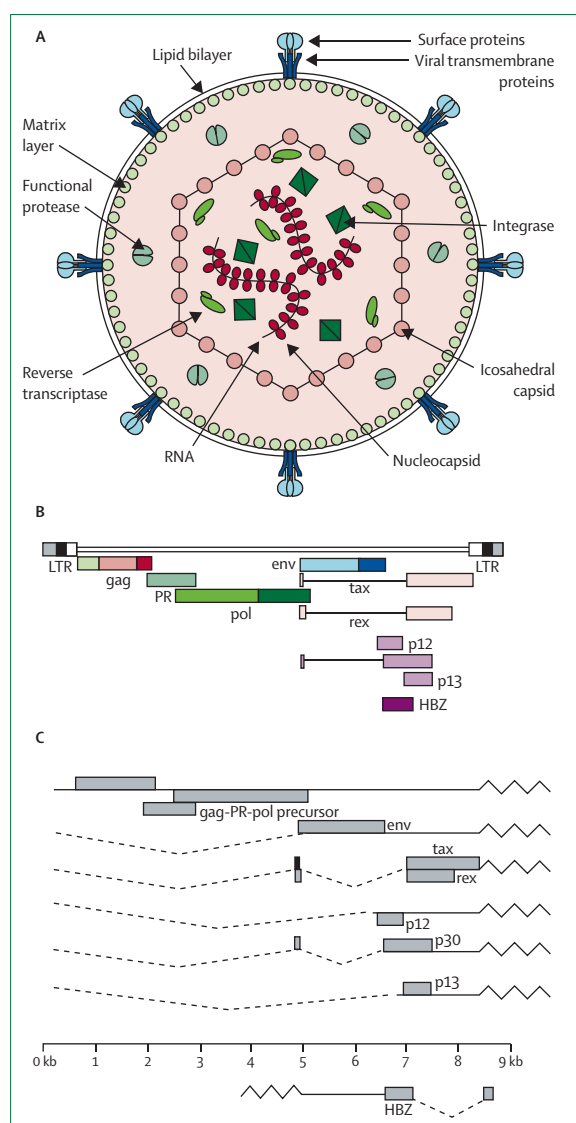 A
Surface proteins
Viral transmembrane
proteins
Lipid bilayer
Matrix
layer
Functional
protease
Integrase
Reverse
transcriptase
Icosahedral
capsid
RNA
Nucleocapsid
B
LTR
gag
env
LTR
PR
tax
pol
rex
p12
p13
HBZ
C
gag-PR-pol precursor
env
tax
rex
p12
p30
p13
0 kb 1 2 3 4 5 6 7 8 9 kb
HBZ